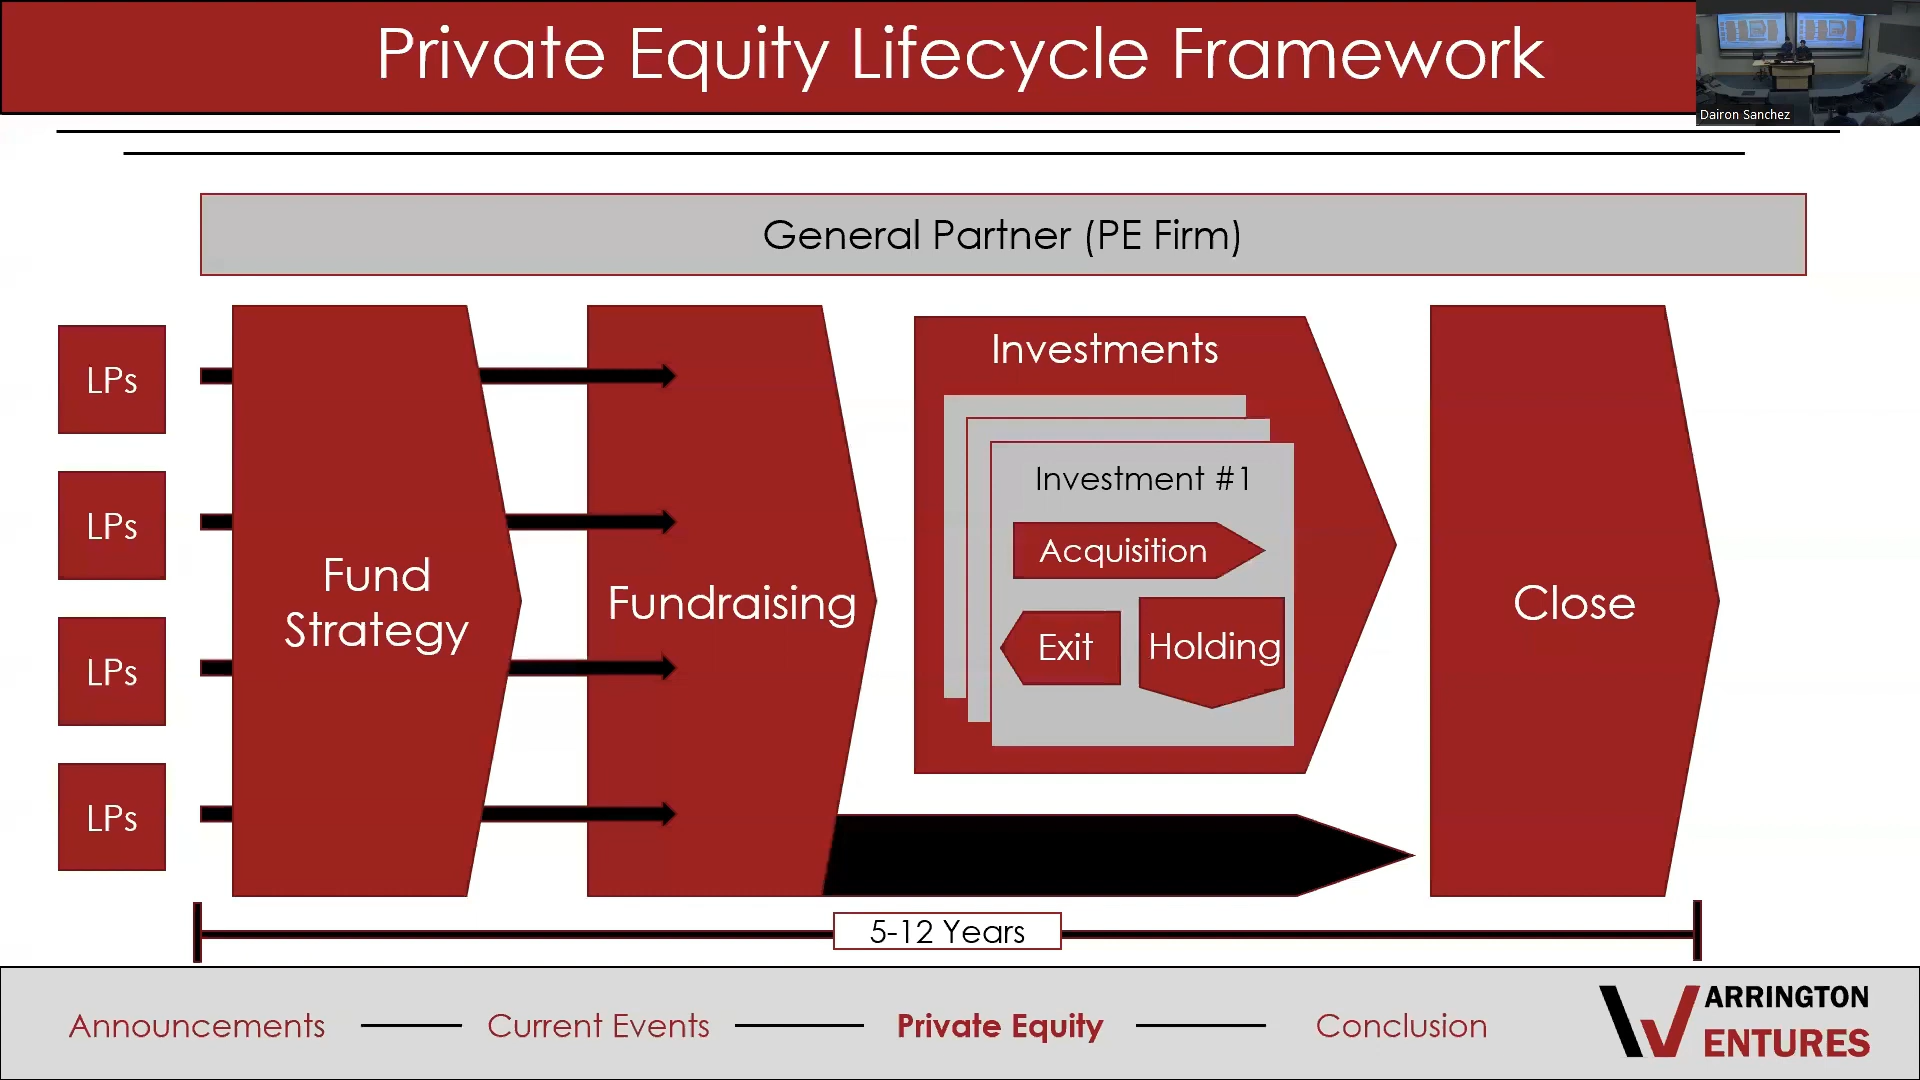 Private Equity Lifecycle Framework
Dairon Sanchez
General Partner (PE Firm)
LPs
LPs
LPs
LPs
Fund
Strategy
Fundraising
Investments
Investment #1
Acquisition
Exit
Holding
Close
5-12 Years
Announcements
Current Events
Private Equity
Conclusion
WARRINGTON
VENTURES